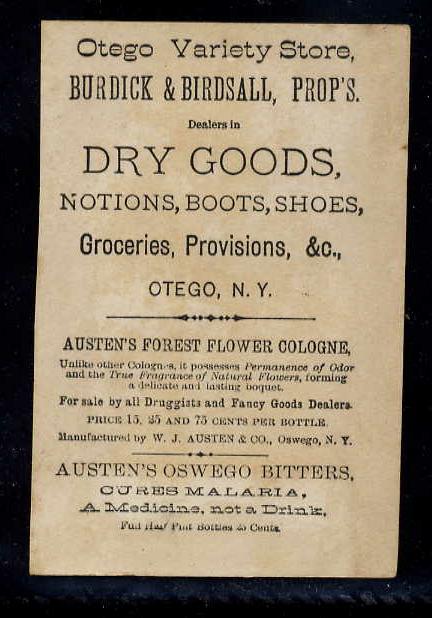 Otego Variety Store,
BURDICK & BIRDSALL, PROP'S.
Dealers in
DRY GOODS,
NOTIONS, BOOTS, SHOES,
Groceries, Provisions, &c.,
OTEGO, N. Y.
AUSTEN'S FOREST FLOWER COLOGNE,
Unlike other Colognes, it possesses Permanence of Odor
and the True Fragrance of Natural Flowers, forming
a delicate and lasting boquet.
For sale by all Druggists and Fancy Goods Dealers.
PRICE 15, 25 AND 75 CENTS PER BOTTLE.
Manufactured by W. J. AUSTEN & CO., Oswego, N. Y.
AUSTEN'S OSWEGO BITTERS,
CURES MALARIA,
A Medicine, not a Drink,
Full Half Pint Bottles 25 Cents.